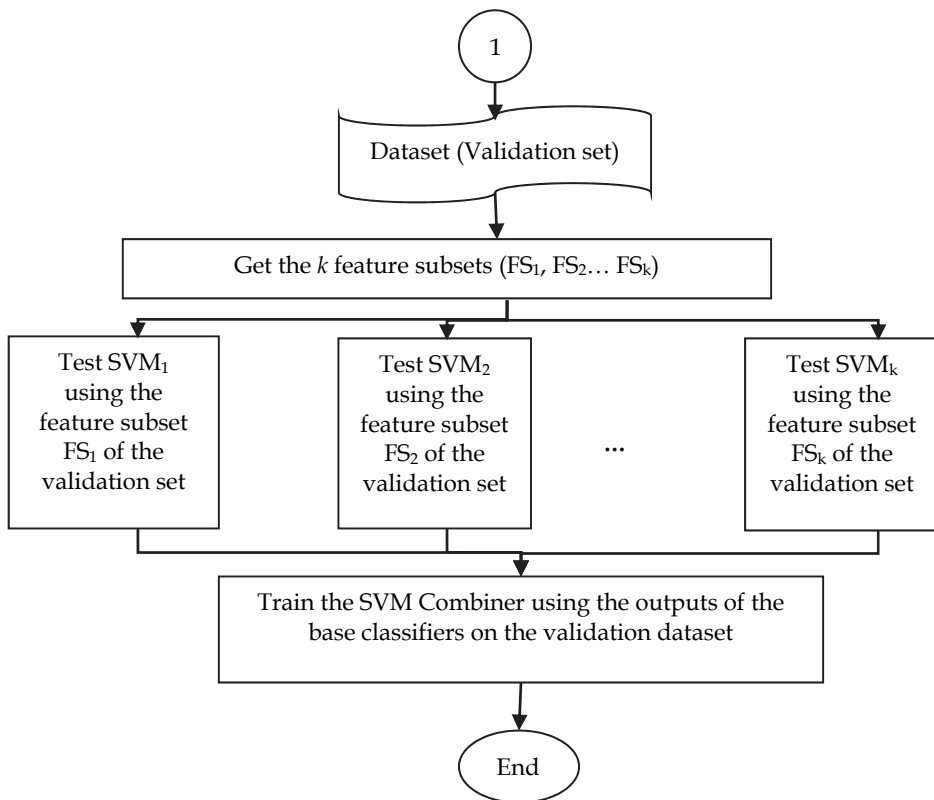 1
Dataset (Validation set)
Get the k feature subsets (FS₁, FS₂… FSₖ)
Test SVM₁
using the
feature subset
FS₁ of the
validation set
Test SVM₂
using the
feature subset
FS₂ of the
validation set
...
Test SVMₖ
using the
feature subset
FSₖ of the
validation set
Train the SVM Combiner using the outputs of the
base classifiers on the validation dataset
End